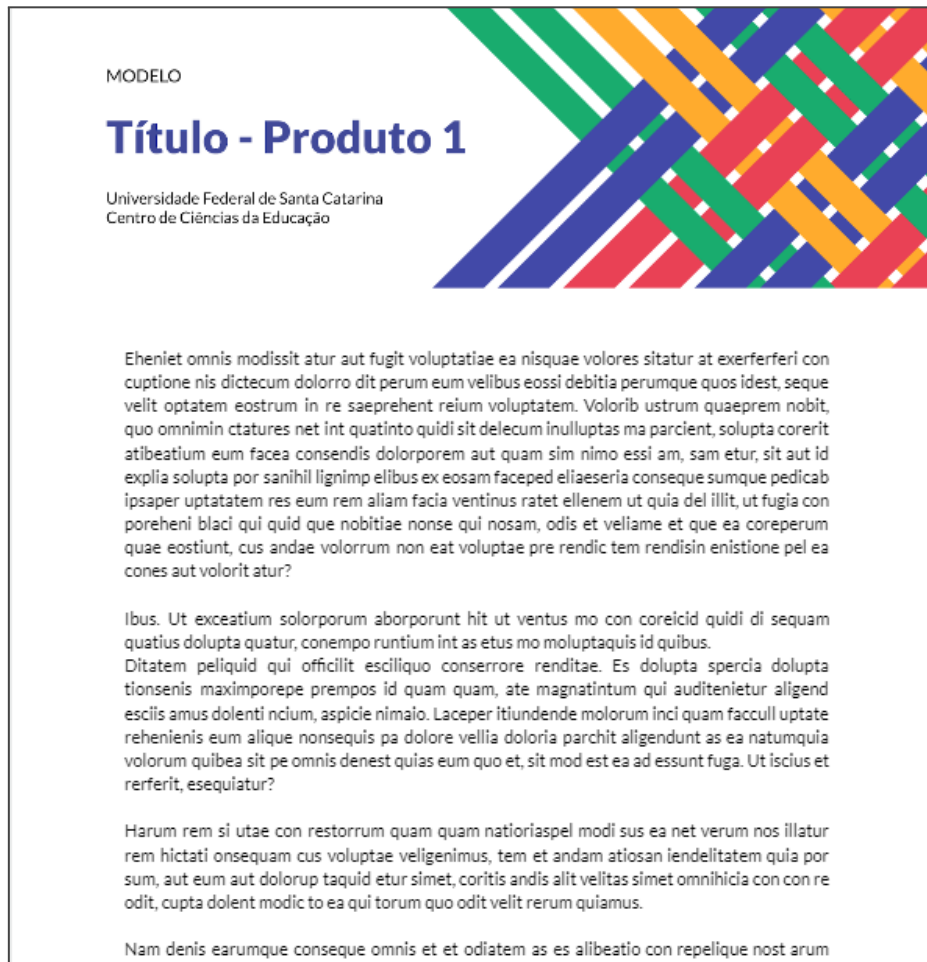 MODELO
Título - Produto 1
Universidade Federal de Santa Catarina
Centro de Ciências da Educação
Eheniet omnis modissit atur aut fugit voluptatiae ea nisquae volores sitatur at exerferferi con
cuptione nis dictecum dolorro dit perum eum velibus eossi debitia perumque quos idest, seque
velit optatem eostrum in re saeprehent reium voluptatem. Volorib ustrum quaeprem nobit,
quo omnimin ctatures net int quatinto quidi sit delecum inulluptas ma parcient, solupta corerit
atibeatium eum facea consendis dolorporem aut quam sim nimo essi am, sam etur, sit aut id
explia solupta por sanihil lignimp elibus ex eosam faceped eliaeseria conseque sumque pedicab
ipsaper uptatatem res eum rem aliam facia ventinus ratet ellenem ut quia del illit, ut fugia con
poreheni blaci qui quid que nobitiae nonse qui nosam, odis et veliame et que ea coreperum
quae eostiunt, cus andae volorrum non eat voluptae pre rendic tem rendisin enistione pel ea
cones aut volorit atur?
Ibus. Ut exceatium solorporum aborporunt hit ut ventus mo con coreicid quidi di sequam
quatius dolupta quatur, conempo runtium int as etus mo moluptaquis id quibus.
Ditatem peliquid qui officilit esciliquo conserrore renditae. Es dolupta spercia dolupta
tionsenis maximporepe prempos id quam quam, ate magnatintum qui auditenietur aligend
esciis amus dolenti ncium, aspicie nimaio. Laceper itiundende molorum inci quam faccull uptate
rehenienis eum alique nonsequis pa dolore vellia doloria parchit aligendunt as ea natumquia
volorum quibea sit pe omnis denest quias eum quo et, sit mod est ea ad essunt fuga. Ut iscius et
rerferit, esequiatur?
Harum rem si utae con restorrum quam quam natioriaspel modi sus ea net verum nos illatur
rem hictati onsequam cus voluptae veligenimus, tem et andam atiosan iendelitatem quia por
sum, aut eum aut dolorup taquid etur simet, coritis andis alit velitas simet omnihicia con con re
odit, cupta dolent modic to ea qui torum quo odit velit rerum quiamus.
Nam denis earumque conseque omnis et et odiatem as es alibeatio con repelique nost arum